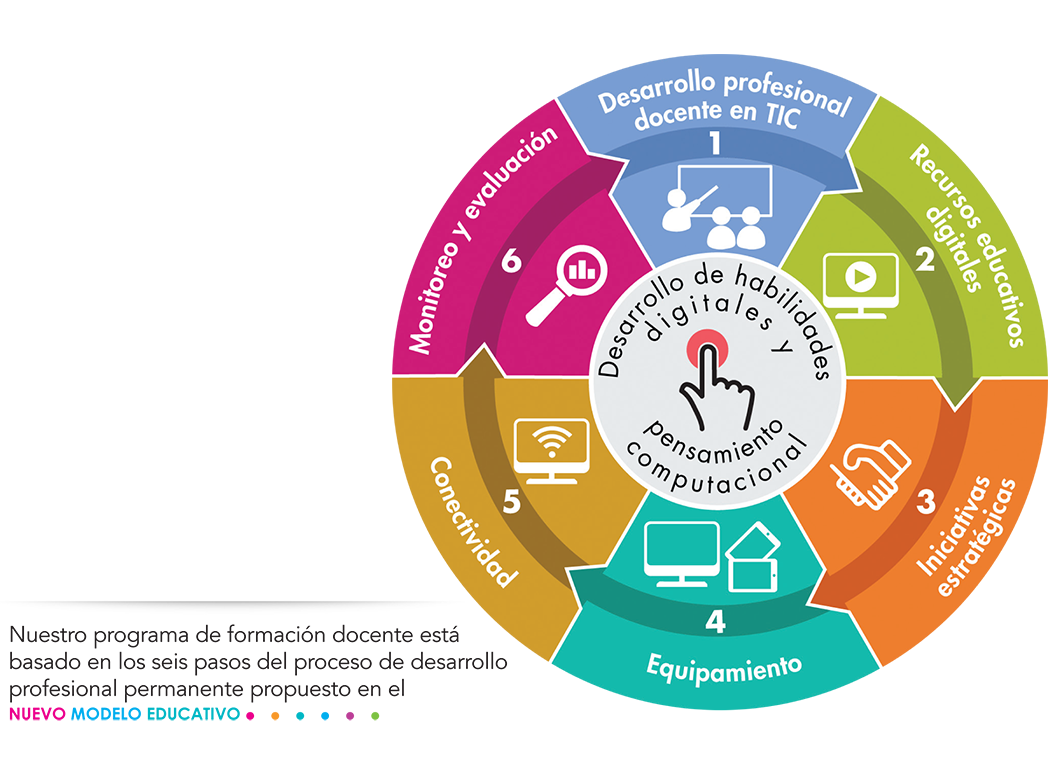 Desarrollo profesional
docente en TIC
1
Recursos educativos
digitales
2
Iniciativas
estratégicas
3
4
Equipamiento
5
Conectividad
6
Monitoreo y evaluación
Desarrollo de habilidades
digitales y
pensamiento
computacional
Nuestro programa de formación docente está
basado en los seis pasos del proceso de desarrollo
profesional permanente propuesto en el
NUEVO MODELO EDUCATIVO